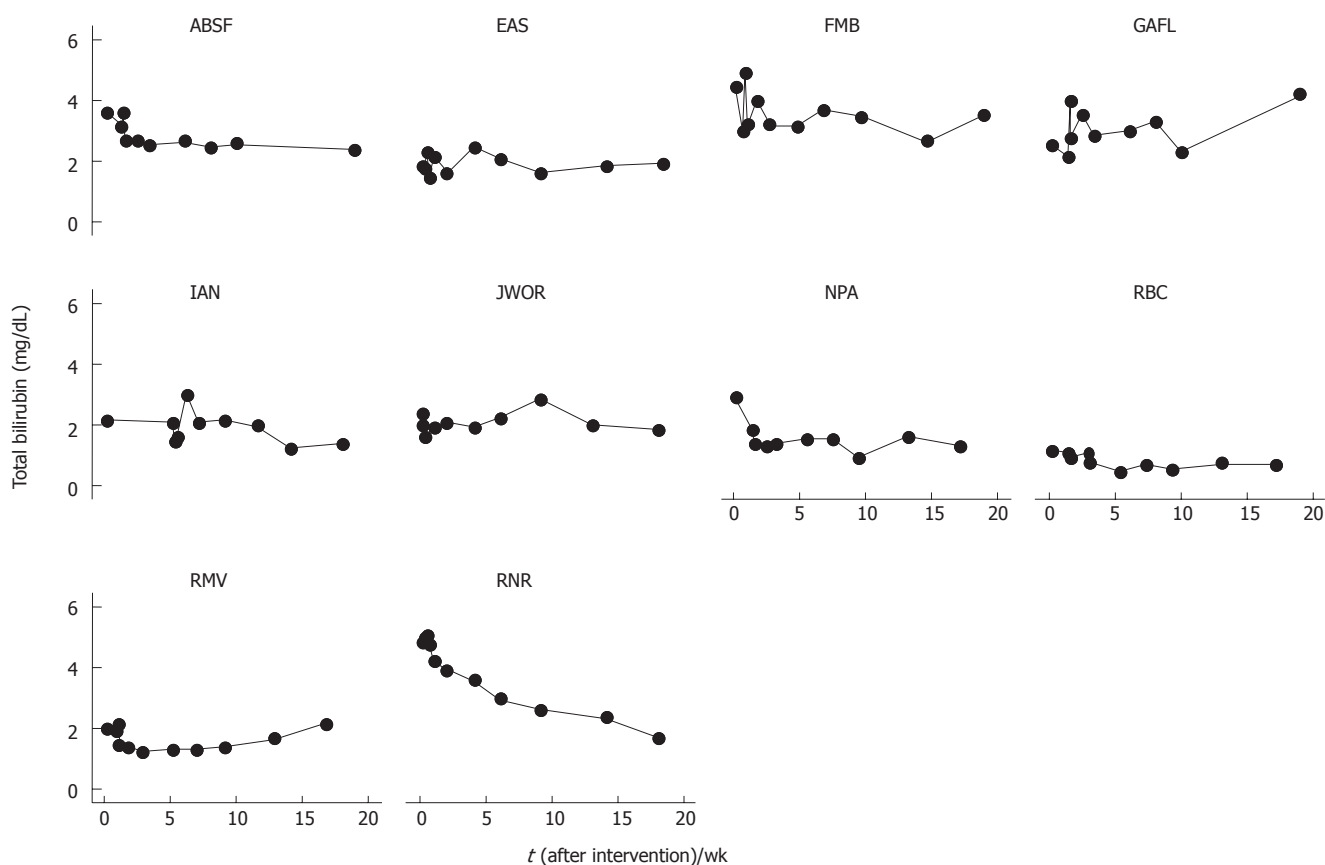 ABSF EAS FMB GAFL
6
4
2
0
IAN JWOR NPA RBC
6
4
2
0
0 5 10 15 20 0 5 10 15 20
RMV RNR
6
4
2
0
0 5 10 15 20 0 5 10 15 20
Total bilirubin (mg/dL)
t (after intervention)/wk